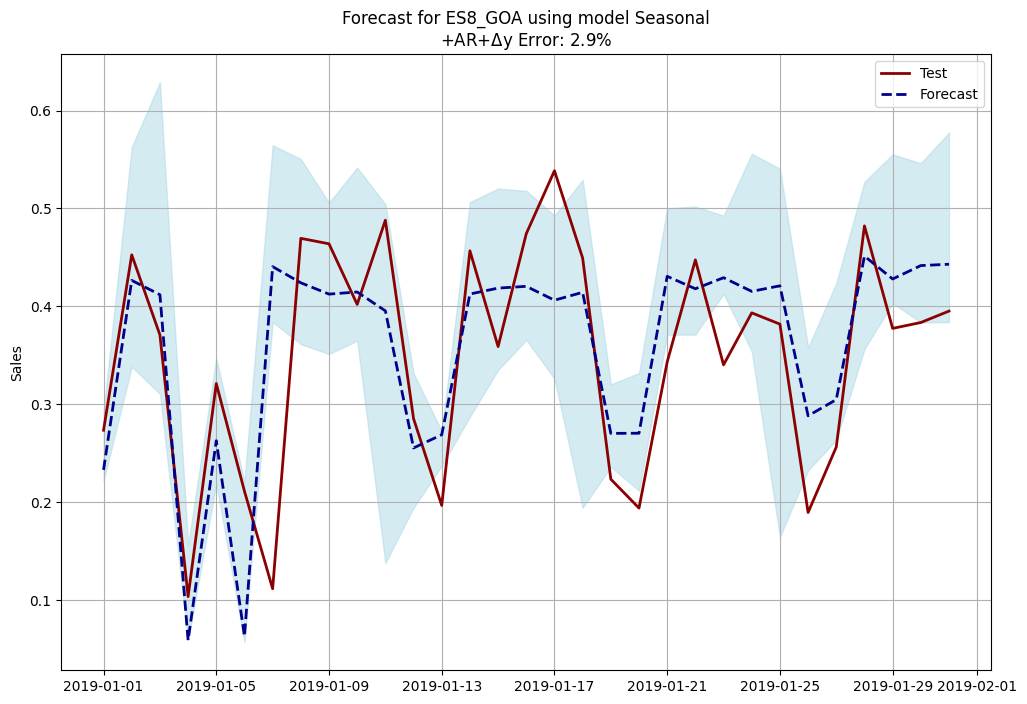 Forecast for ES8_GOA using model Seasonal
+AR+Δy Error: 2.9%
Test
Forecast
Sales
0.6
0.5
0.4
0.3
0.2
0.1
2019-01-01 2019-01-05 2019-01-09 2019-01-13 2019-01-17 2019-01-21 2019-01-25 2019-01-29 2019-02-01